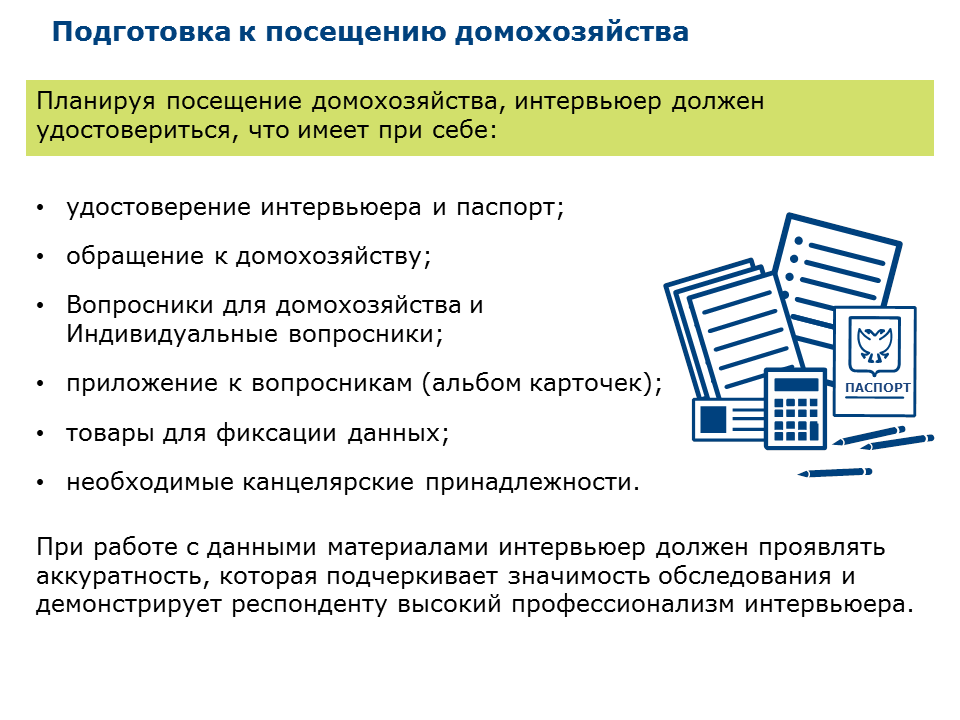 Подготовка к посещению домохозяйства
Планируя посещение домохозяйства, интервьюер должен
удостовериться, что имеет при себе:
• удостоверение интервьюера и паспорт;
• обращение к домохозяйству;
• Вопросники для домохозяйства и
Индивидуальные вопросники;
• приложение к вопросникам (альбом карточек);
• товары для фиксации данных;
• необходимые канцелярские принадлежности.
ПАСПОРТ
При работе с данными материалами интервьюер должен проявлять
аккуратность, которая подчеркивает значимость обследования и
демонстрирует респонденту высокий профессионализм интервьюера.